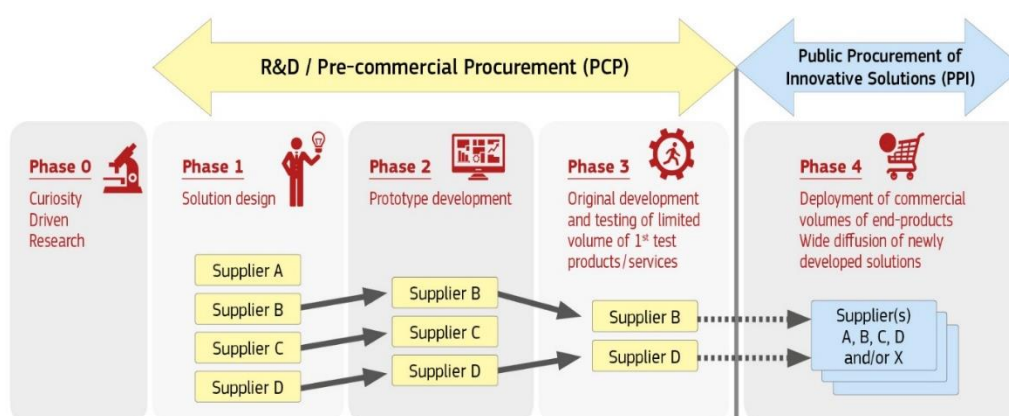 R&D / Pre-commercial Procurement (PCP)
Public Procurement of
Innovative Solutions (PPI)
Phase 0
Curiosity
Driven
Research
Phase 1
Solution design
Supplier A
Supplier B
Supplier C
Supplier D
Phase 2
Prototype development
Supplier B
Supplier C
Supplier D
Phase 3
Original development
and testing of limited
volume of 1st test
products/services
Supplier B
Supplier D
Phase 4
Deployment of commercial
volumes of end-products
Wide diffusion of newly
developed solutions
Supplier(s)
A, B, C, D
and/or X